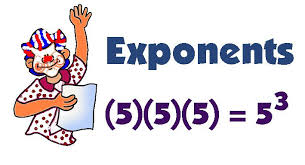 Exponents
(5)(5)(5) = 5³